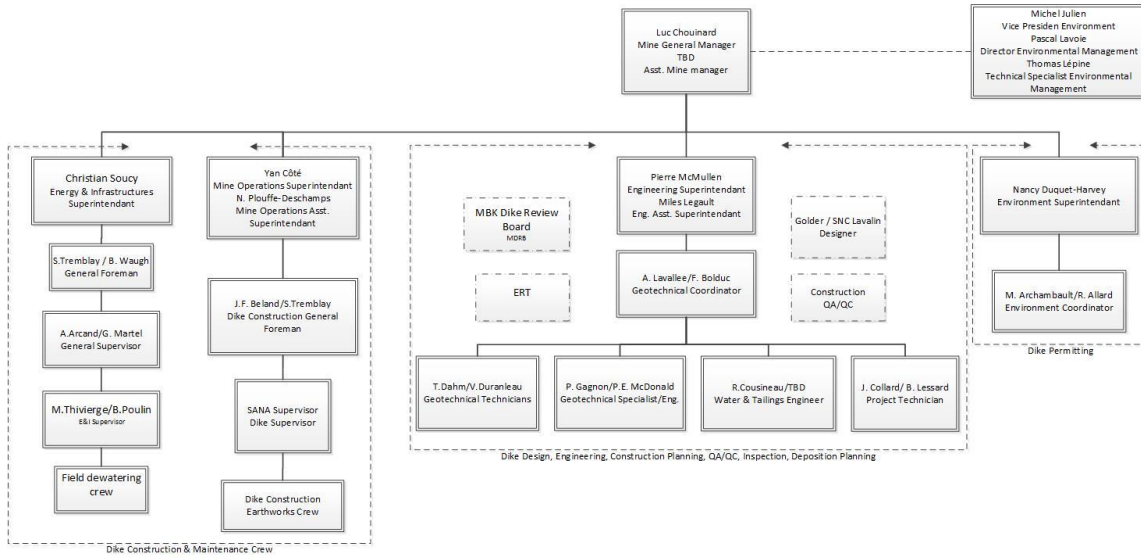 Luc Chouinard
Mine General Manager
TBD
Asst. Mine manager
Michel Julien
Vice Presiden Environment
Pascal Lavoie
Director Environmental Management
Thomas Lépine
Technical Specialist Environmental
Management
Christian Soucy
Energy & Infrastructures
Superintendant
S.Tremblay / B. Waugh
General Foreman
A.Arcand/G. Martel
General Supervisor
M.Thivierge/B.Poulin
E&I Supervisor
Field dewatering
crew
Yan Côté
Mine Operations Superintendant
N. Plouffe-Deschamps
Mine Operations Asst.
Superintendant
J.F. Beland/S.Tremblay
Dike Construction General
Foreman
SANA Supervisor
Dike Supervisor
Dike Construction
Earthworks Crew
Dike Construction & Maintenance Crew
MBK Dike Review
Board
MDRB
ERT
Pierre McMullen
Engineering Superintendant
Miles Legault
Eng. Asst. Superintendant
A. Lavallee/F. Bolduc
Geotechnical Coordinator
Golder / SNC Lavalin
Designer
Construction
QA/QC
T.Dahm/V.Duranleau
Geotechnical Technicians
P. Gagnon/P.E. McDonald
Geotechnical Specialist/Eng.
R.Cousineau/TBD
Water & Tailings Engineer
J. Collard/ B. Lessard
Project Technician
Dike Design, Engineering, Construction Planning, QA/QC, Inspection, Deposition Planning
Nancy Duquet-Harvey
Environment Superintendant
M. Archambault/R. Allard
Environment Coordinator
Dike Permitting